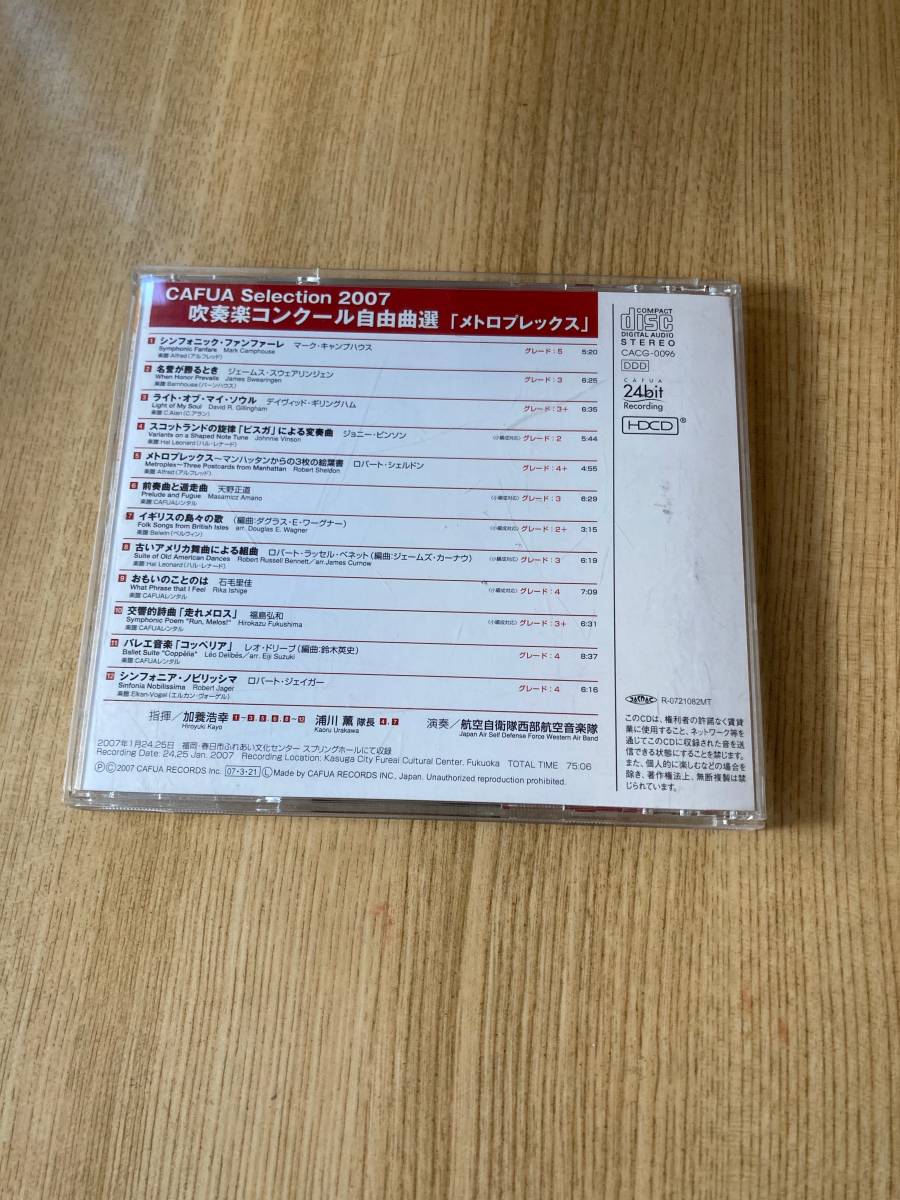 CAFUA Selection 2007
吹奏楽コンクール自由曲選「メトロプレックス」
1 シンフォニック・ファンファーレ マーク・キャンプハウス グレード:5 5:20
Symphonic Fanfare Mark Camphouse
楽譜:Alfred(アルフレッド)
2 名誉が勝るとき ジェームス・スウェアリンジェン グレード:3 6:25
When Honor Prevails James Swearingen
楽譜:Barnhouse(バーンハウス)
3 ライト・オブ・マイ・ソウル デイヴィッド・ギリングハム グレード:3+ 6:35
Light of My Soul David R. Gillingham
楽譜:C.Alan(C.アラン)
4 スコットランドの旋律「ピスガ」による変奏曲 ジョニー・ビンソン (小編成対応) グレード:2 5:44
Variants on a Shaped Note Tune Johnnie Vinson
楽譜:Hal Leonard(ハル・レナード)
5 メトロプレックス〜マンハッタンからの3枚の絵葉書 ロバート・シェルドン グレード:4+ 4:55
Metroplex〜Three Postcards from Manhattan Robert Sheldon
楽譜:Alfred(アルフレッド)
6 前奏曲と遁走曲 天野正道 (小編成対応) グレード:3 6:29
Prelude and Fugue Masamicz Amano
楽譜:CAFUAレンタル
7 イギリスの島々の歌 (編曲:ダグラス・E・ワーグナー) (小編成対応) グレード:2+ 3:15
Folk Songs from British Isles arr. Douglas E. Wagner
楽譜:Belwin(ベルウィン)
8 古いアメリカ舞曲による組曲 ロバート・ラッセル・ベネット(編曲:ジェームズ・カーナウ) (小編成対応) グレード:3 6:19
Suite of Old American Dances Robert Russell Bennett/arr.James Curnow
楽譜:Hal Leonard(ハル・レナード)
9 おもいのことのは 石毛里佳 (小編成対応) グレード:4 7:09
What Phrase that I Feel Rika Ishige
楽譜:CAFUAレンタル
10 交響的詩曲「走れメロス」 福島弘和 (小編成対応) グレード:3+ 6:31
Symphonic Poem "Run, Melos!" Hirokazu Fukushima
楽譜:CAFUAレンタル
11 バレエ音楽「コッペリア」 レオ・ドリーブ(編曲:鈴木英史) グレード:4 8:37
Ballet Suite "Coppélia" Léo Delibes/arr. Eiji Suzuki
楽譜:CAFUAレンタル
12 シンフォニア・ノビリッシマ ロバート・ジェイガー グレード:4 6:16
Sinfonia Nobilissima Robert Jager
楽譜:Elkan-Vogel(エルカン・ヴォーゲル)
指揮/加養浩幸 1〜3,5,6,8〜12 浦川 薫 隊長 4,7 演奏/航空自衛隊西部航空音楽隊
Hiroyuki Kayo Kaoru Urakawa Japan Air Self Defense Force Western Air Band
2007年1月24,25日 福岡・春日市ふれあい文化センター スプリングホールにて収録
Recording Date: 24,25 Jan. 2007 Recording Location: Kasuga City Fureai Cultural Center, Fukuoka TOTAL TIME 75:06
ⓅⒸ2007 CAFUA RECORDS Inc. 07・3・21 Ⓛ Made by CAFUA RECORDS INC, Japan. Unauthorized reproduction prohibited.
COMPACT
disc
DIGITAL AUDIO
STEREO
CACG-0096
DDD
CAFUA
24bit
Recording
HDCD®
JASRAC R-0721082MT
このCDは、権利者の許諾なく賃貸
業に使用すること、ネットワーク等を
通じてこのCDに収録された音を送
信できる状態にすることを禁じます。
また、個人的に楽しむなどの場合を
除き、著作権法上、無断複製は禁
じられています。